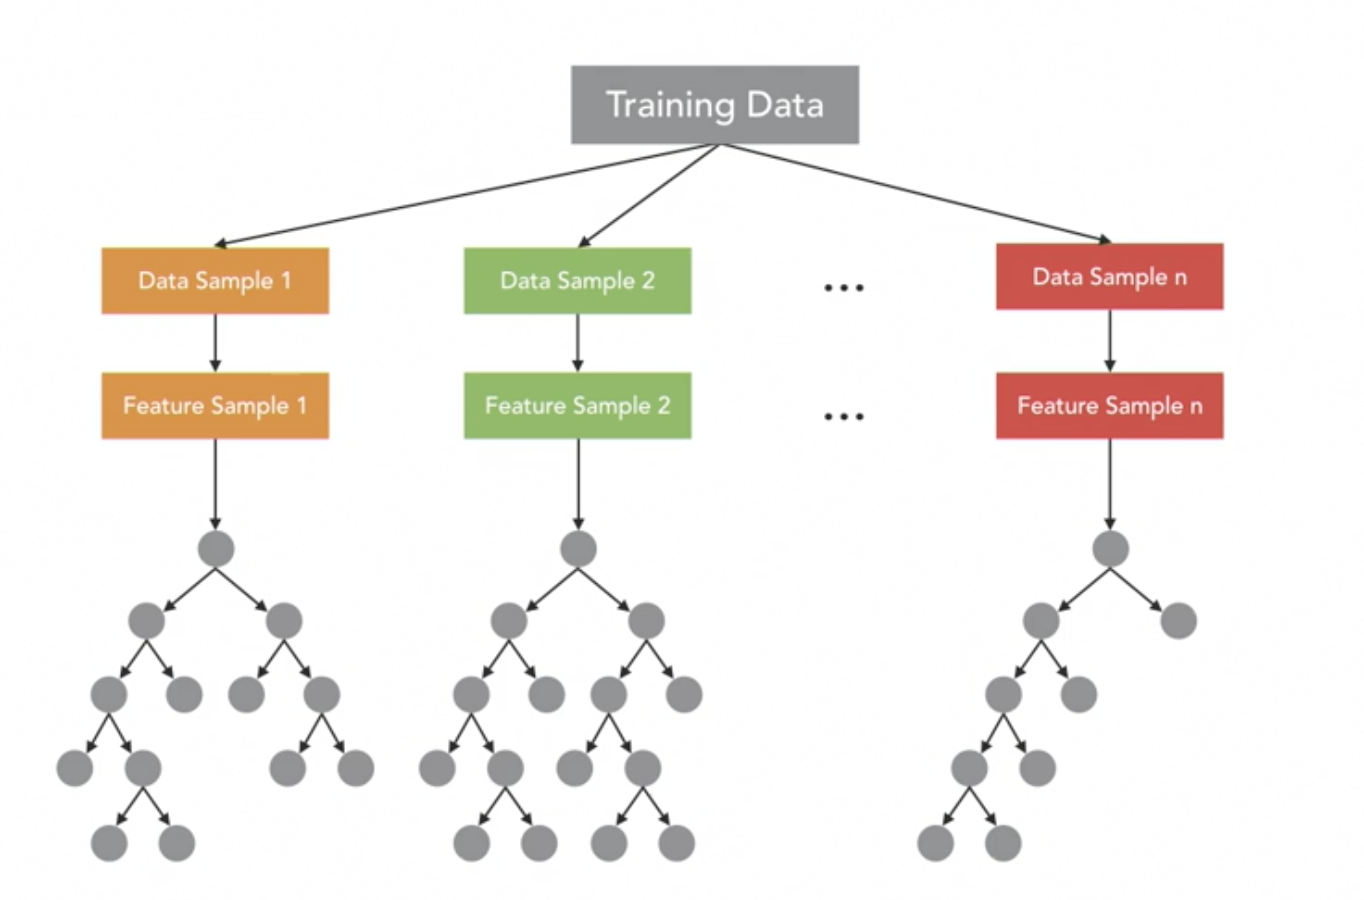 Training Data
Data Sample 1
Data Sample 2
...
Data Sample n
Feature Sample 1
Feature Sample 2
...
Feature Sample n